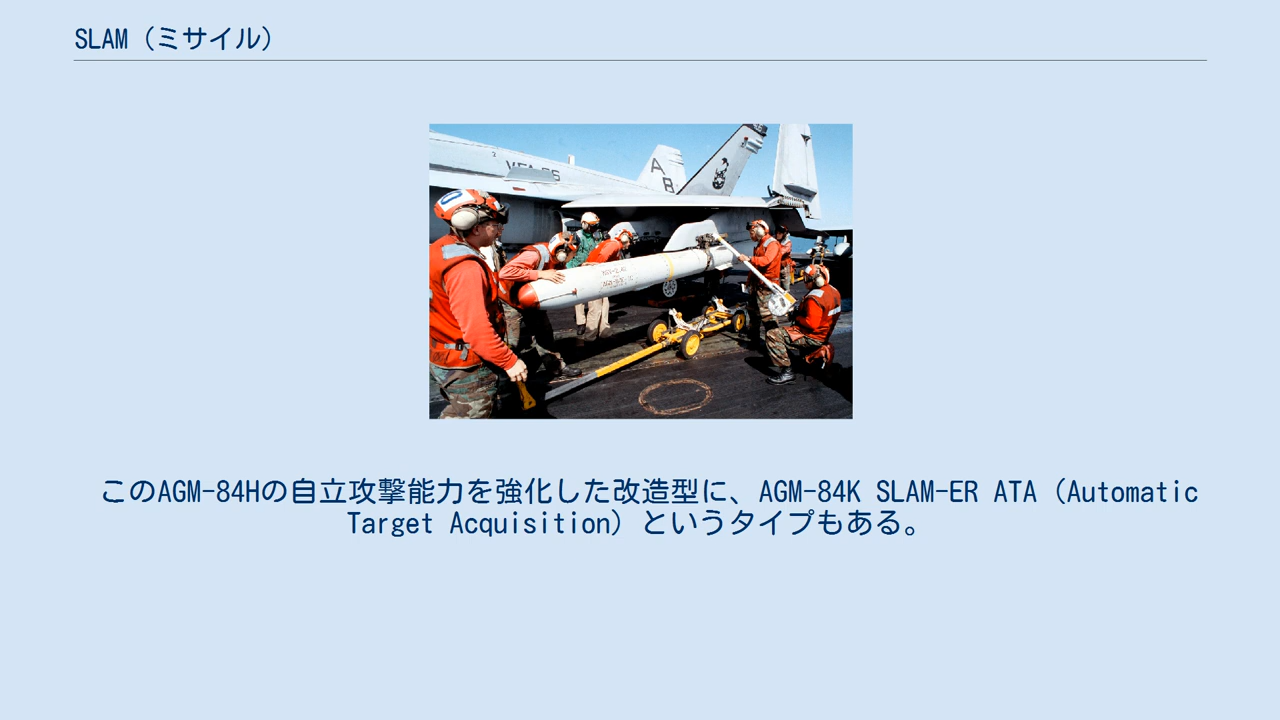 SLAM（ミサイル）
A
B
このAGM-84Hの自立攻撃能力を強化した改造型に、AGM-84K SLAM-ER ATA（Automatic
Target Acquisition）というタイプもある。